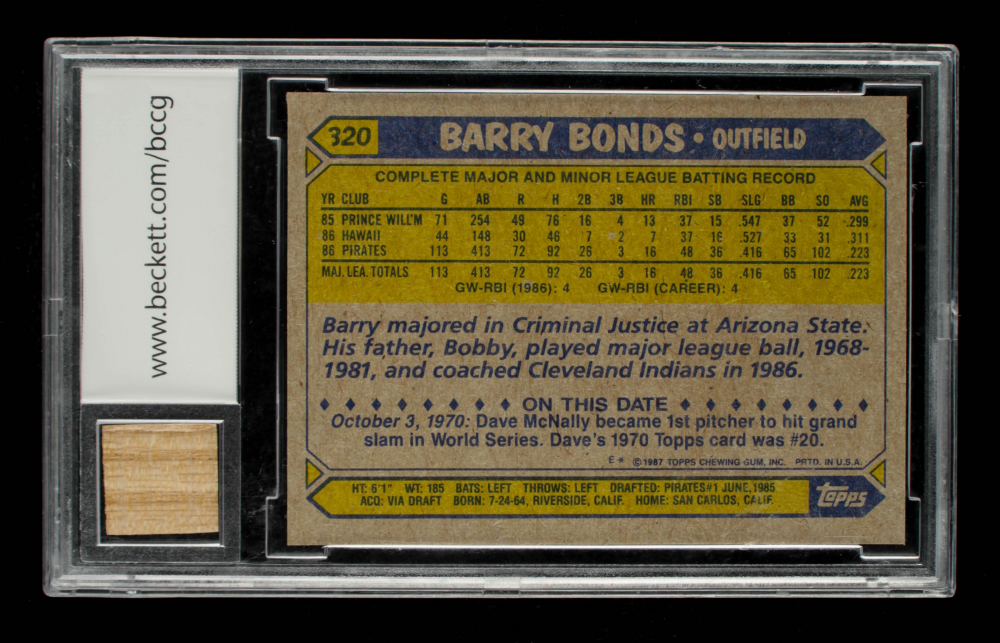 www.beckett.com/bccg
320 BARRY BONDS • OUTFIELD
COMPLETE MAJOR AND MINOR LEAGUE BATTING RECORD
YR CLUB G AB R H 2B 3B HR RBI SB SLG BB SO AVG
85 PRINCE WILL'M 71 254 49 76 16 4 13 37 15 .547 37 52 .299
86 HAWAII 44 148 30 46 7 2 7 37 16 .527 33 31 .311
86 PIRATES 113 413 72 92 26 3 16 48 36 .416 65 102 .223
MAJ. LEA. TOTALS 113 413 72 92 26 3 16 48 36 .416 65 102 .223
GW-RBI (1986): 4 GW-RBI (CAREER): 4
Barry majored in Criminal Justice at Arizona State.
His father, Bobby, played major league ball, 1968-
1981, and coached Cleveland Indians in 1986.
♦ ♦ ♦ ♦ ♦ ♦ ♦ ♦ ON THIS DATE ♦ ♦ ♦ ♦ ♦ ♦ ♦ ♦
October 3, 1970: Dave McNally became 1st pitcher to hit grand
slam in World Series. Dave's 1970 Topps card was #20.
E * © 1987 TOPPS CHEWING GUM, INC. PRTD. IN U.S.A.
HT: 6'1" WT: 185 BATS: LEFT THROWS: LEFT DRAFTED: PIRATES #1 JUNE, 1985
ACQ: VIA DRAFT BORN: 7-24-64, RIVERSIDE, CALIF. HOME: SAN CARLOS, CALIF.
Topps